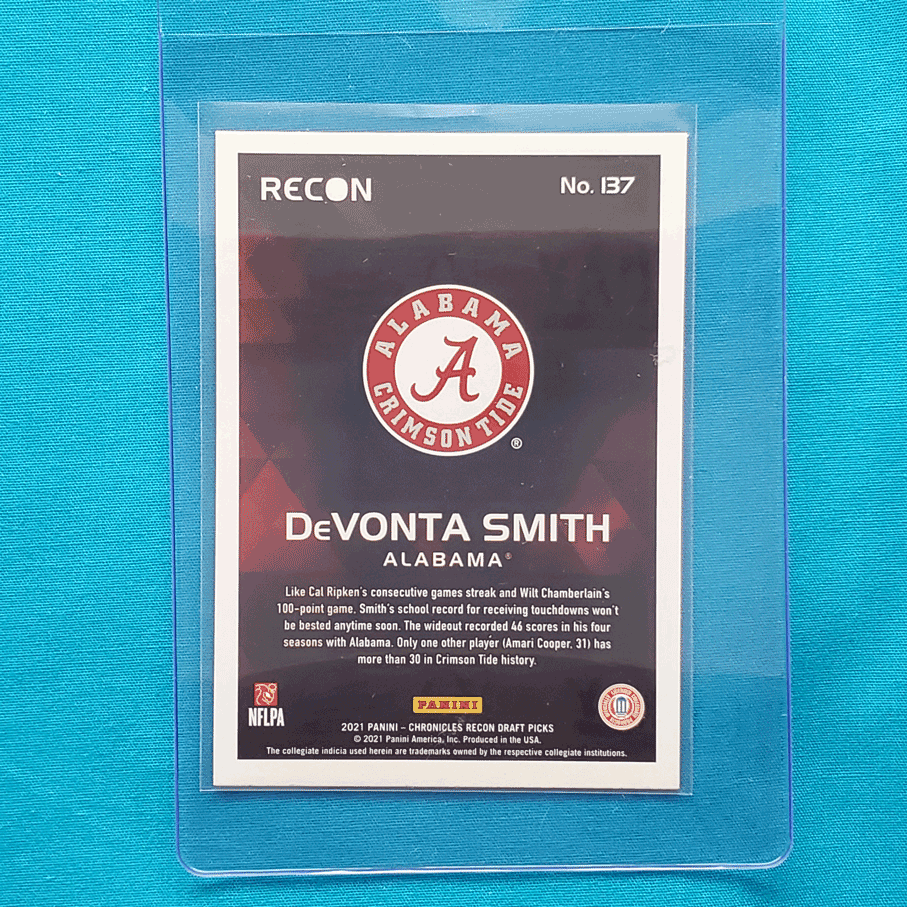 RECON
No. 137
ALABAMA
A
CRIMSON TIDE
®
DeVONTA SMITH
ALABAMA®
Like Cal Ripken's consecutive games streak and Wilt Chamberlain's
100-point game, Smith's school record for receiving touchdowns won't
be bested anytime soon. The wideout recorded 46 scores in his four
seasons with Alabama. Only one other player (Amari Cooper, 31) has
more than 30 in Crimson Tide history.
NFLPA
PANINI
2021 PANINI – CHRONICLES RECON DRAFT PICKS
© 2021 Panini America, Inc. Produced in the USA.
The collegiate indicia used herein are trademarks owned by the respective collegiate institutions.